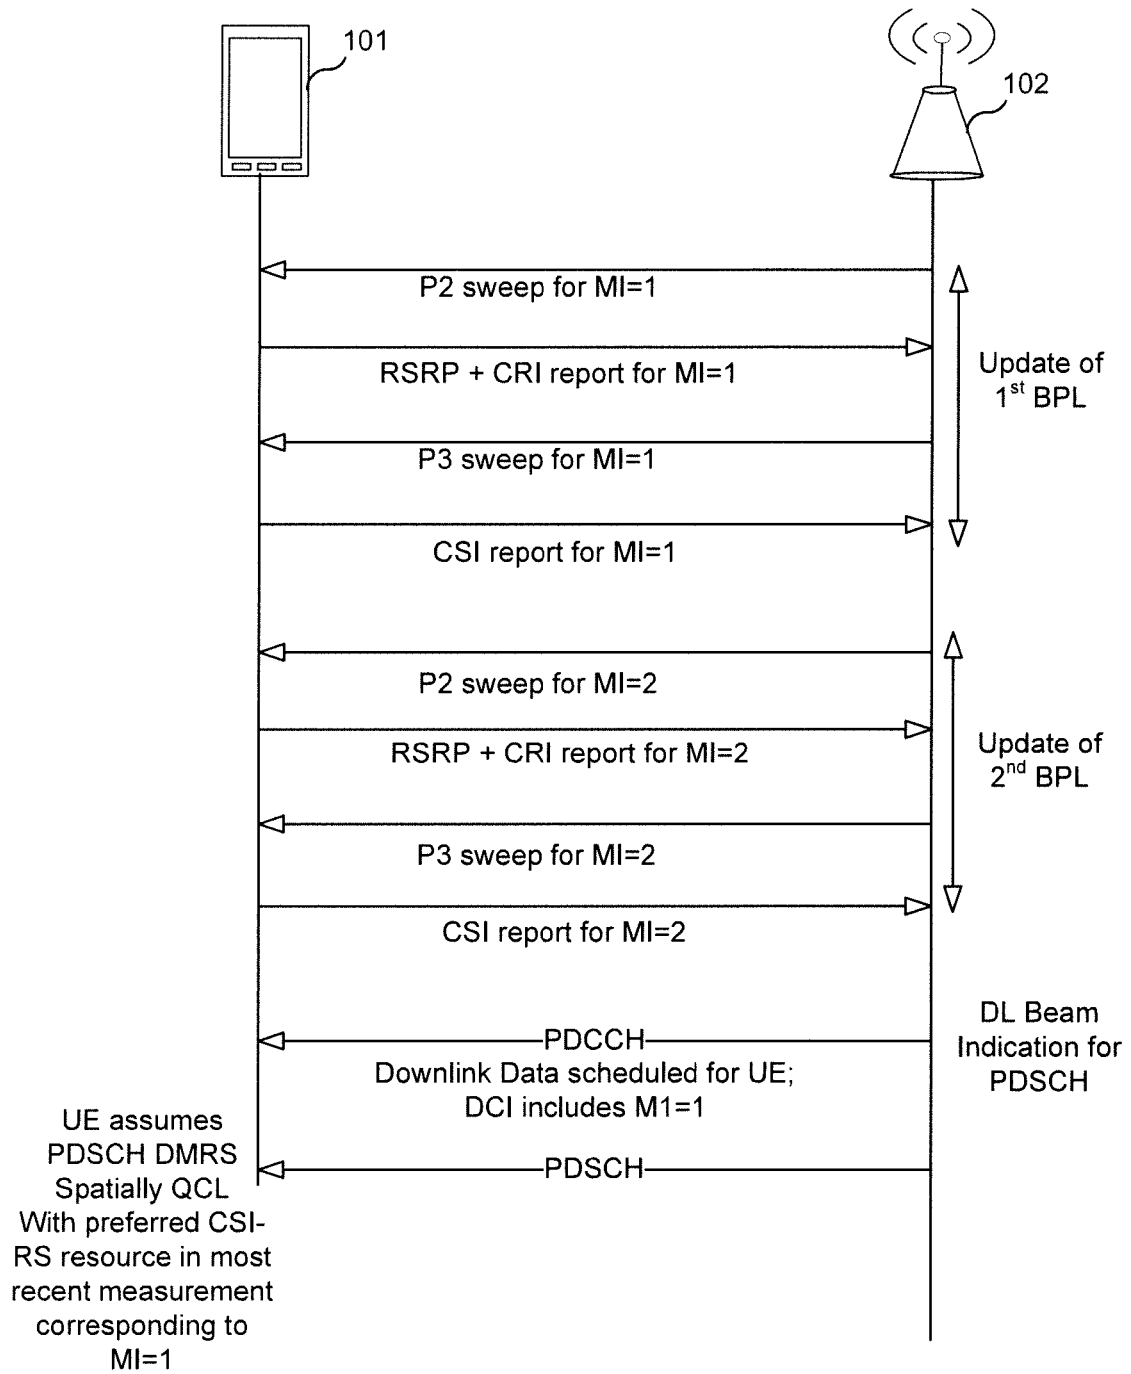 101
102
P2 sweep for MI=1
RSRP + CRI report for MI=1
Update of
1st BPL
P3 sweep for MI=1
CSI report for MI=1
P2 sweep for MI=2
RSRP + CRI report for MI=2
Update of
2nd BPL
P3 sweep for MI=2
CSI report for MI=2
PDCCH
Downlink Data scheduled for UE;
DCI includes M1=1
DL Beam
Indication for
PDSCH
PDSCH
UE assumes
PDSCH DMRS
Spatially QCL
With preferred CSI-
RS resource in most
recent measurement
corresponding to
MI=1